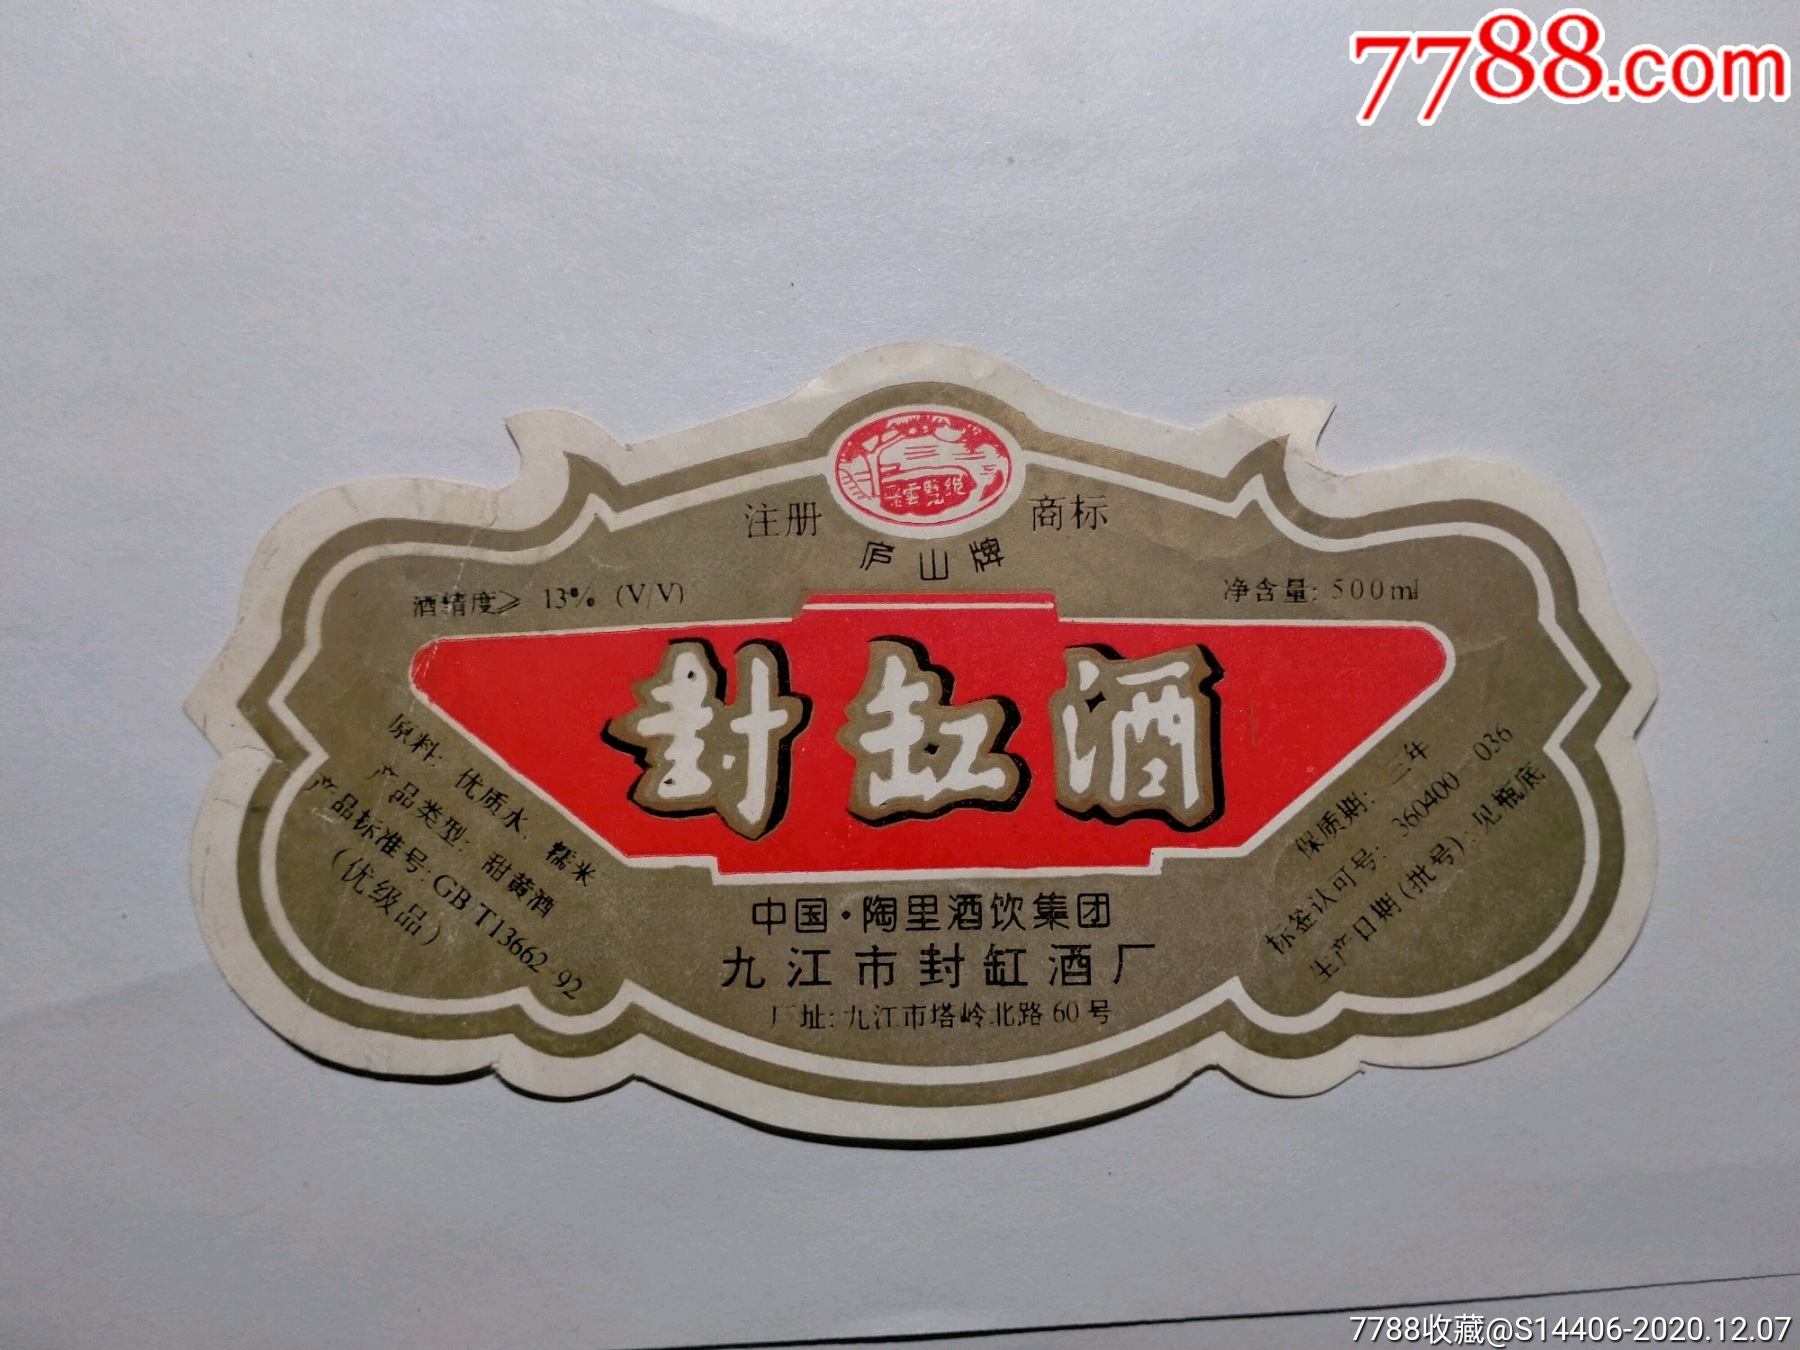 7788.com
注册 商标
庐山牌
酒精度⩾ 13% (V/V)
净含量: 500ml
封缸酒
原料: 优质水、糯米
产品类型: 甜黄酒
产品标准号: GB/T13662-92
(优级品)
保质期: 三年
标签认可号: 360400—036
生产日期(批号): 见瓶底
中国·陶里酒饮集团
九江市封缸酒厂
厂址: 九江市塔岭北路60号
7788收藏@S14406-2020.12.07